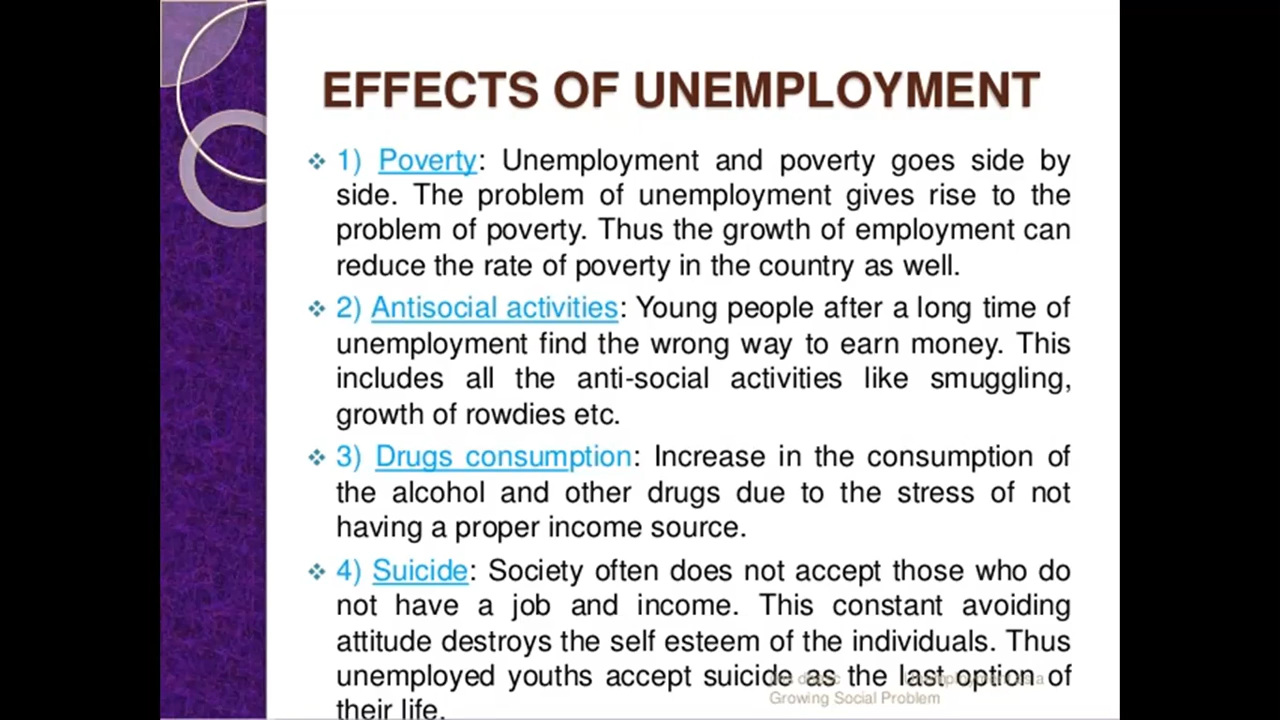 EFFECTS OF UNEMPLOYMENT
❖ 1) Poverty: Unemployment and poverty goes side by
side. The problem of unemployment gives rise to the
problem of poverty. Thus the growth of employment can
reduce the rate of poverty in the country as well.
❖ 2) Antisocial activities: Young people after a long time of
unemployment find the wrong way to earn money. This
includes all the anti-social activities like smuggling,
growth of rowdies etc.
❖ 3) Drugs consumption: Increase in the consumption of
the alcohol and other drugs due to the stress of not
having a proper income source.
❖ 4) Suicide: Society often does not accept those who do
not have a job and income. This constant avoiding
attitude destroys the self esteem of the individuals. Thus
unemployed youths accept suicide as the last option of
their life.
Growing Social Problem